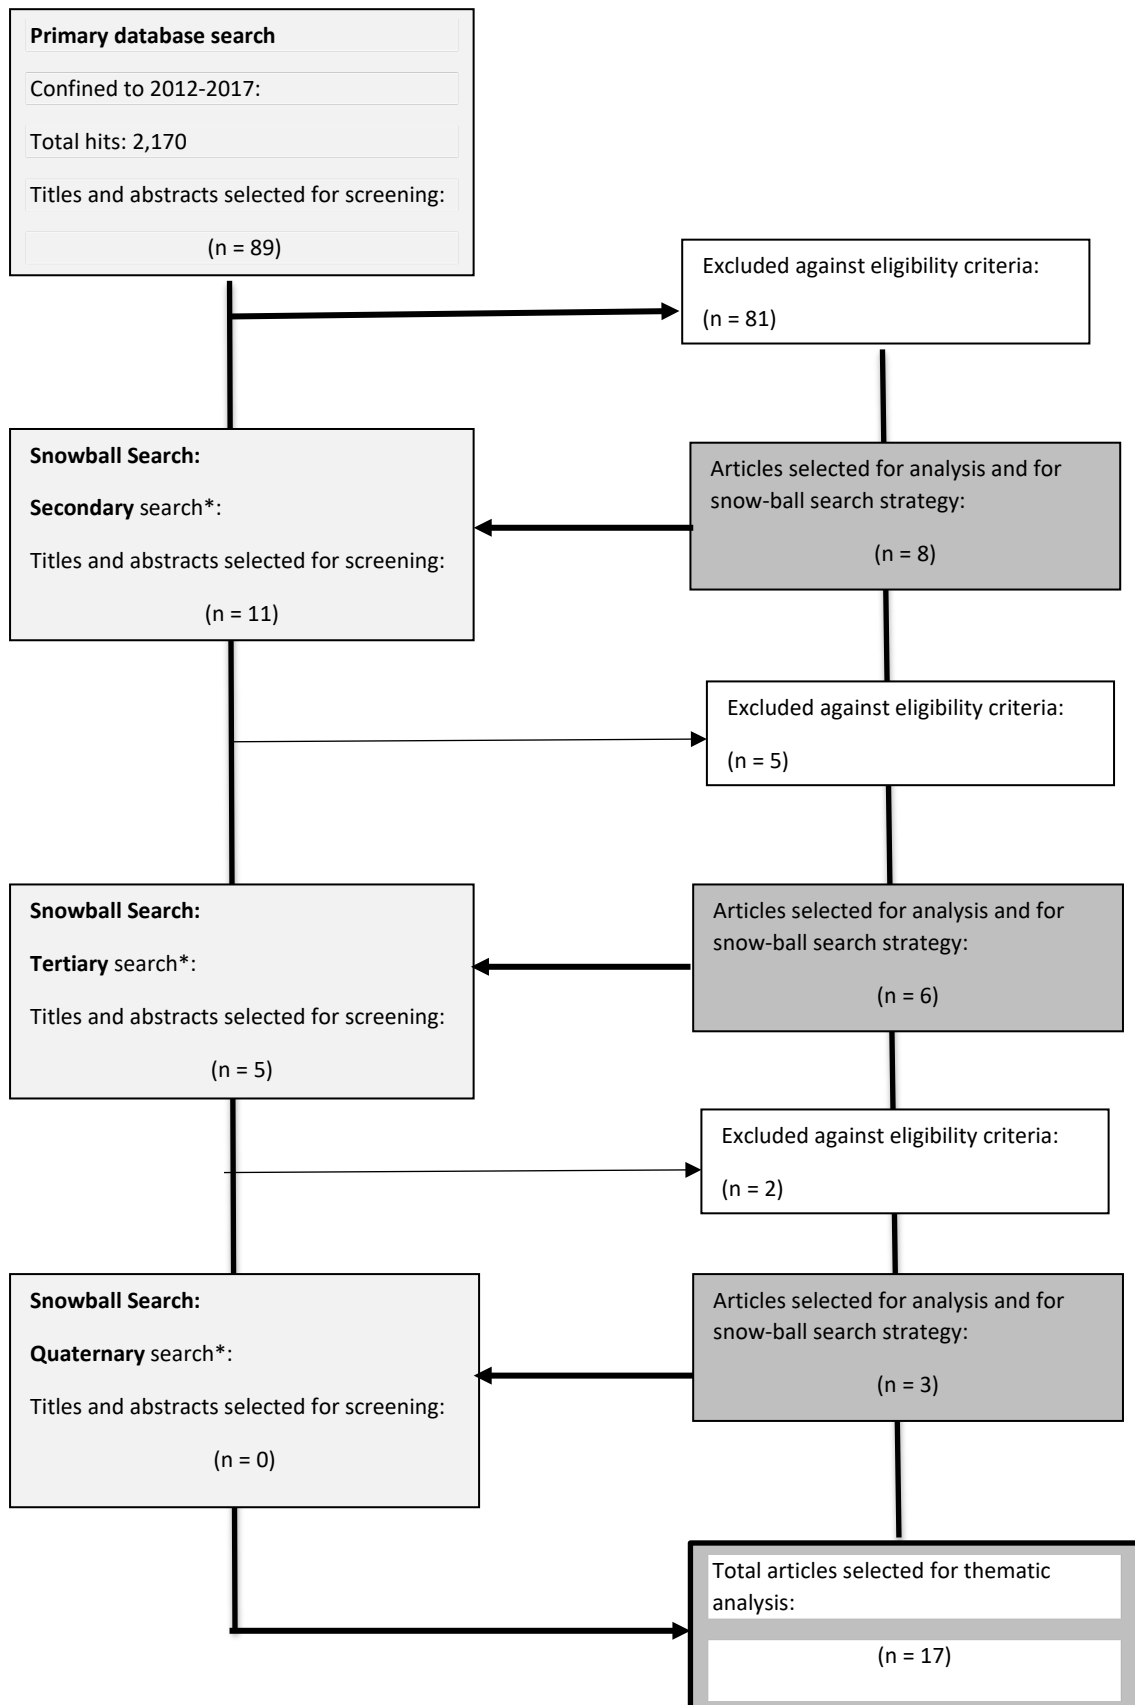 Primary database search
Confined to 2012-2017:
Total hits: 2,170
Titles and abstracts selected for screening:
(n = 89)
Excluded against eligibility criteria:
(n = 81)
Snowball Search:
Secondary search*:
Titles and abstracts selected for screening:
(n = 11)
Articles selected for analysis and for
snow-ball search strategy:
(n = 8)
Excluded against eligibility criteria:
(n = 5)
Snowball Search:
Tertiary search*:
Titles and abstracts selected for screening:
(n = 5)
Articles selected for analysis and for
snow-ball search strategy:
(n = 6)
Excluded against eligibility criteria:
(n = 2)
Snowball Search:
Quaternary search*:
Titles and abstracts selected for screening:
(n = 0)
Articles selected for analysis and for
snow-ball search strategy:
(n = 3)
Total articles selected for thematic
analysis:
(n = 17)